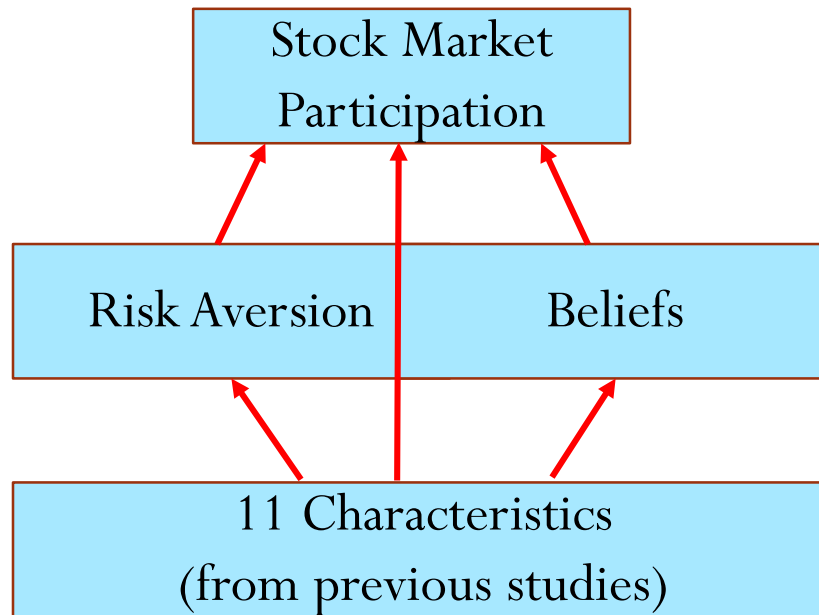 Stock Market
Participation
Risk Aversion
Beliefs
11 Characteristics
(from previous studies)